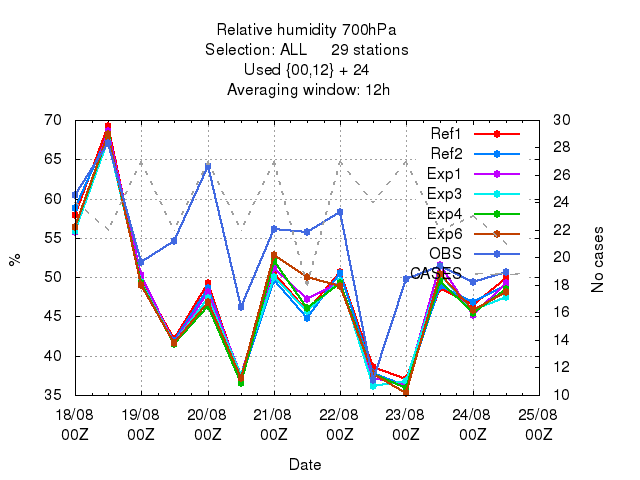 Relative humidity 700hPa
Selection: ALL 29 stations
Used {00,12} + 24
Averaging window: 12h
70 30
65 28
60 26
55 24
50 22
45 20
40 18
35 16
14
12
10
%
No cases
Ref1
Ref2
Exp1
Exp3
Exp4
Exp6
OBS
CASES
18/08 19/08 20/08 21/08 22/08 23/08 24/08 25/08
00Z 00Z 00Z 00Z 00Z 00Z 00Z 00Z
Date